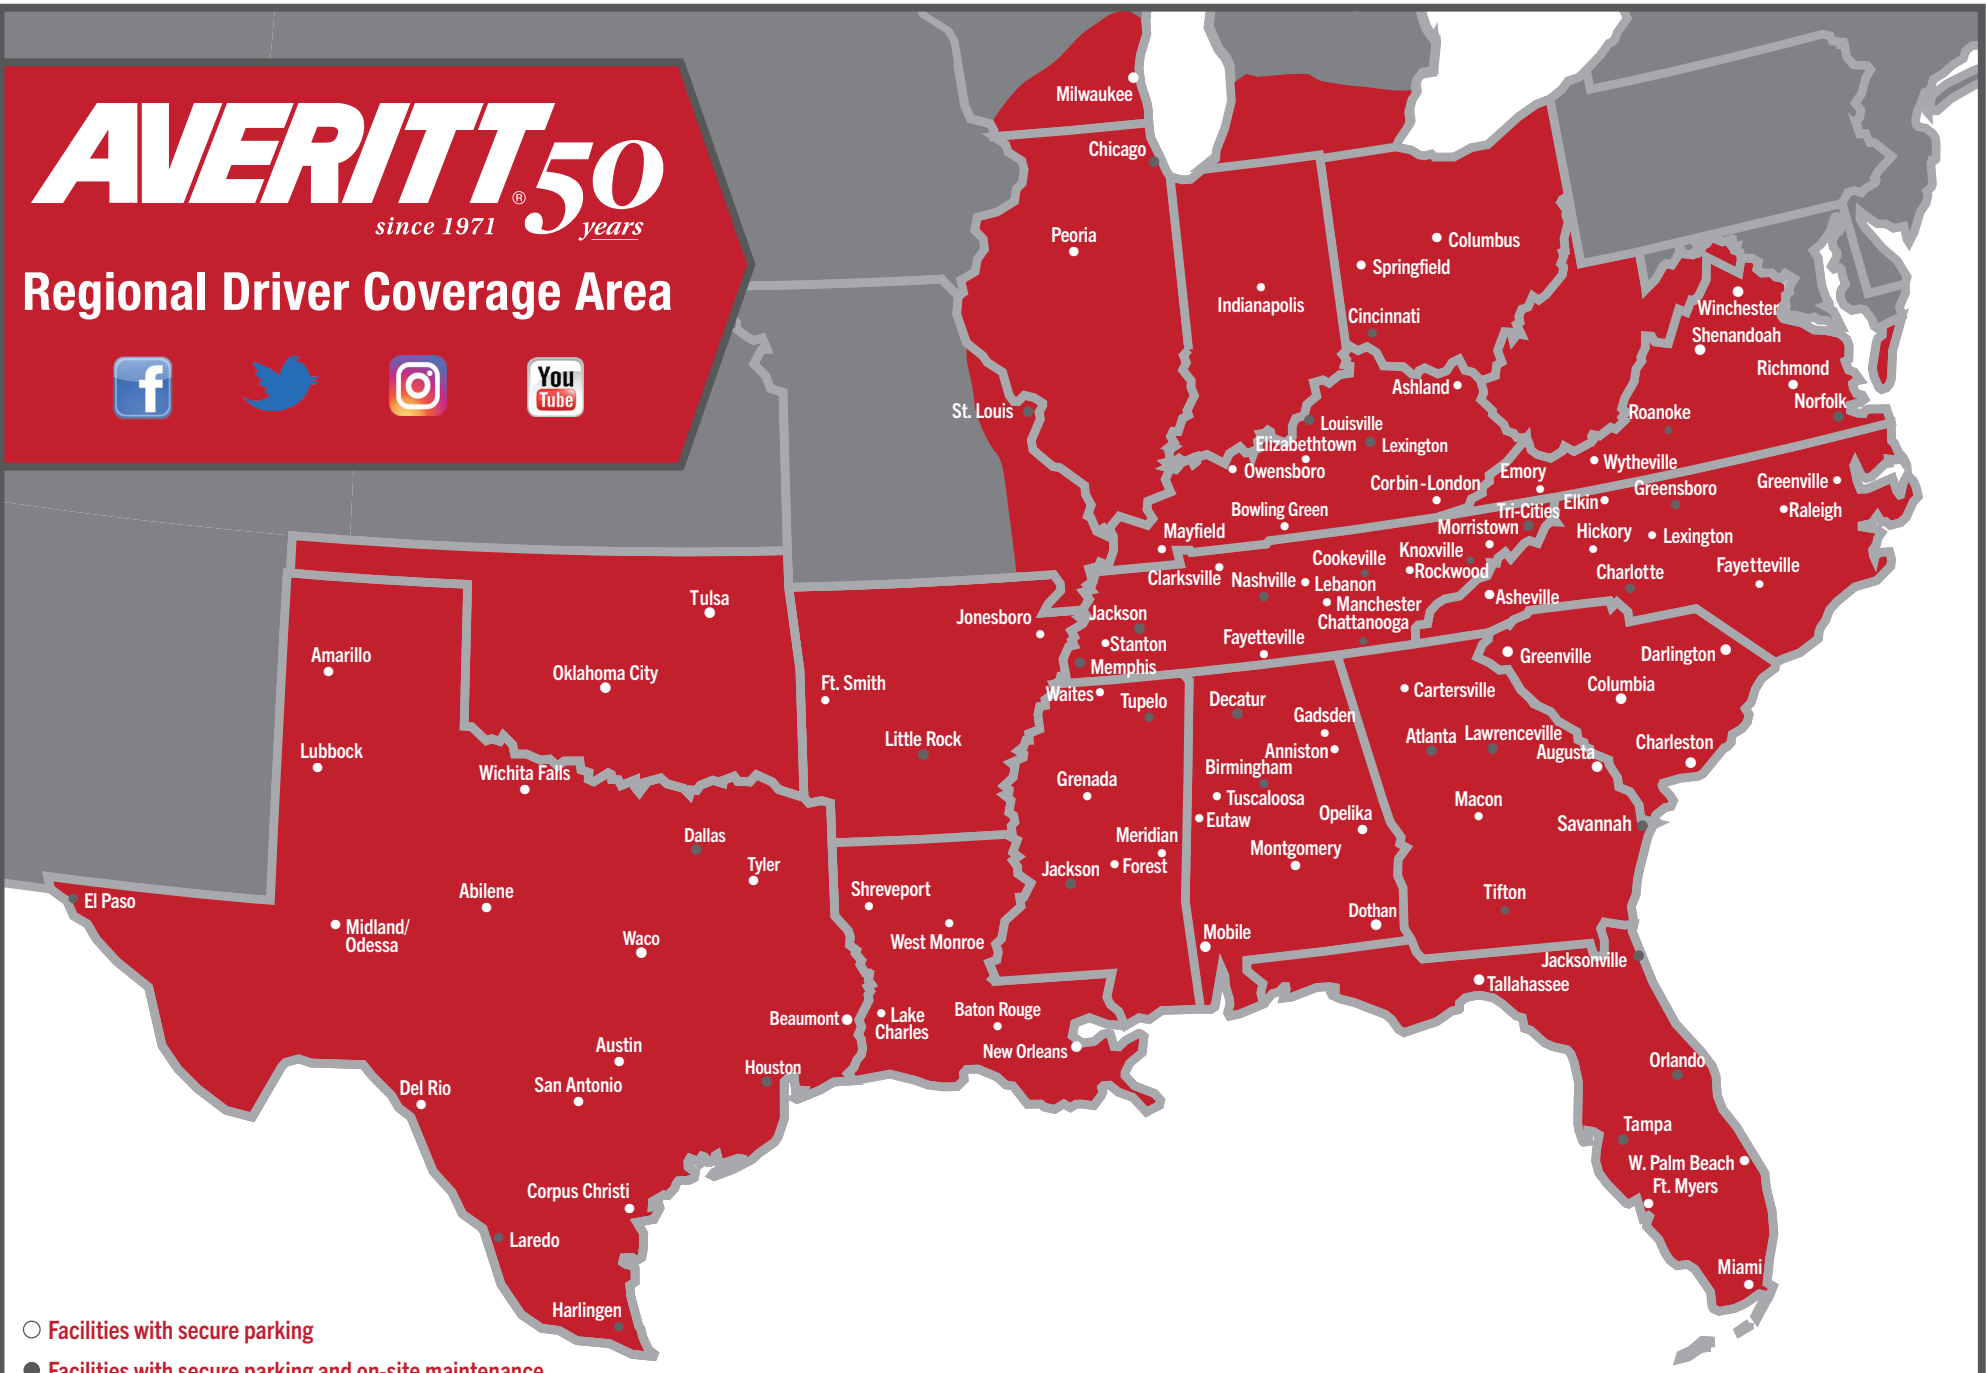 AVERITT® 50
since 1971 years
Regional Driver Coverage Area
f
You
Tube
Milwaukee
Chicago
Peoria
Columbus
Springfield
Indianapolis
Cincinnati
Winchester
Shenandoah
Richmond
Norfolk
Ashland
Roanoke
St. Louis
Louisville
Elizabethtown
Lexington
Owensboro
Wytheville
Emory
Corbin-London
Greensboro
Greenville
Elkin
Bowling Green
Tri-Cities
Raleigh
Mayfield
Morristown
Hickory
Lexington
Cookeville
Knoxville
Rockwood
Charlotte
Fayetteville
Clarksville
Nashville
Lebanon
Asheville
Manchester
Tulsa
Jonesboro
Jackson
Chattanooga
Stanton
Fayetteville
Amarillo
Memphis
Greenville
Darlington
Oklahoma City
Ft. Smith
Waites
Tupelo
Decatur
Cartersville
Columbia
Gadsden
Little Rock
Atlanta
Lawrenceville
Charleston
Lubbock
Anniston
Augusta
Wichita Falls
Birmingham
Grenada
Tuscaloosa
Macon
Eutaw
Opelika
Savannah
Dallas
Meridian
Montgomery
Tyler
Jackson
Forest
Abilene
Shreveport
Tifton
El Paso
Dothan
Midland/
Odessa
Waco
West Monroe
Mobile
Jacksonville
Tallahassee
Beaumont
Lake
Charles
Baton Rouge
Austin
New Orleans
Houston
Orlando
Del Rio
San Antonio
Tampa
W. Palm Beach
Ft. Myers
Corpus Christi
Laredo
Miami
Harlingen
Facilities with secure parking
Facilities with secure parking and on-site maintenance